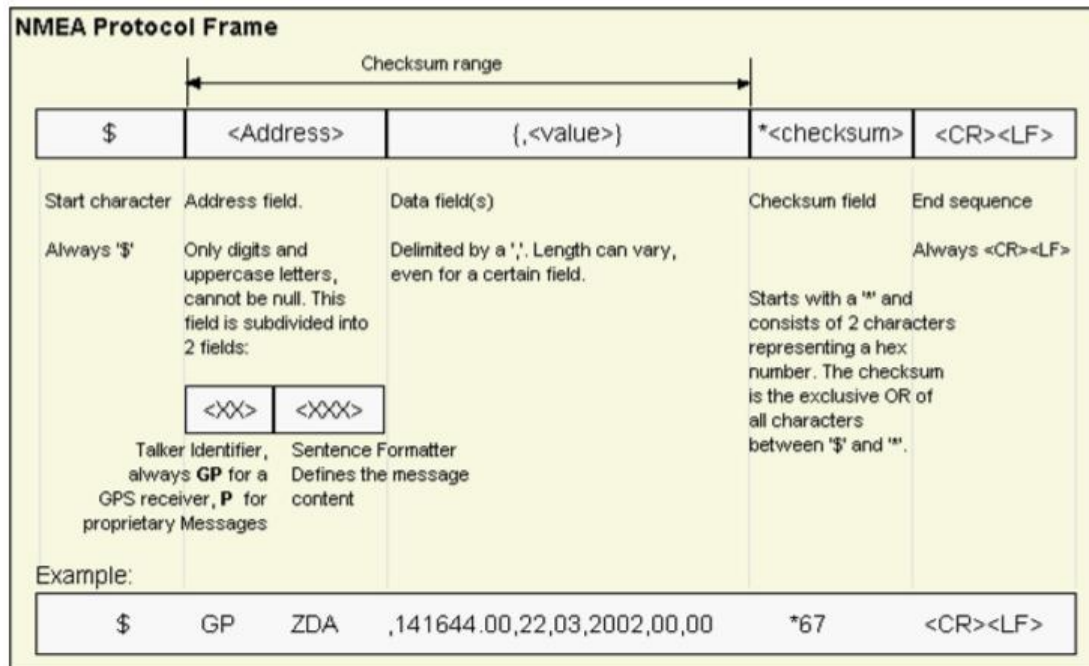 NMEA Protocol Frame
Checksum range
$ <Address> {,<value>} *<checksum> <CR><LF>
Start character
Always '$'
Address field.
Only digits and
uppercase letters,
cannot be null. This
field is subdivided into
2 fields:
<XX> <XXX>
Talker Identifier,
always GP for a
GPS receiver, P for
proprietary Messages
Sentence Formatter
Defines the message
content
Data field(s)
Delimited by a ','. Length can vary,
even for a certain field.
Checksum field
Starts with a '*' and
consists of 2 characters
representing a hex
number. The checksum
is the exclusive OR of
all characters
between '$' and '*'.
End sequence
Always <CR><LF>
Example:
$ GP ZDA ,141644.00,22,03,2002,00,00 *67 <CR><LF>